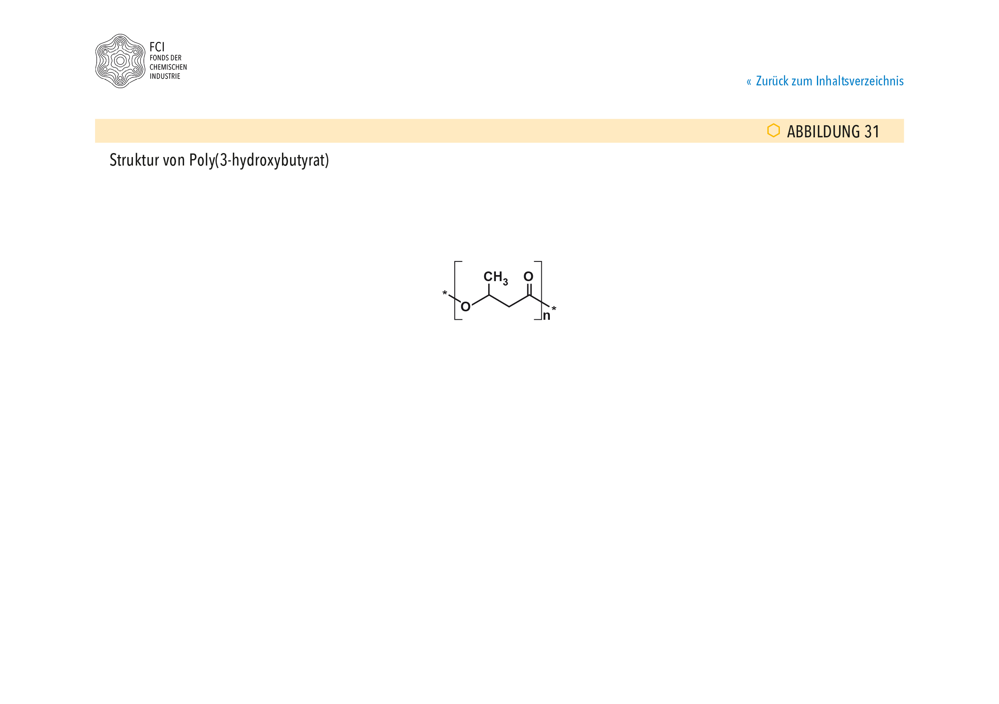 FCI
FONDS DER
CHEMISCHEN
INDUSTRIE
« Zurück zum Inhaltsverzeichnis
ABBILDUNG 31
Struktur von Poly(3-hydroxybutyrat)
CH3 O
* O n *